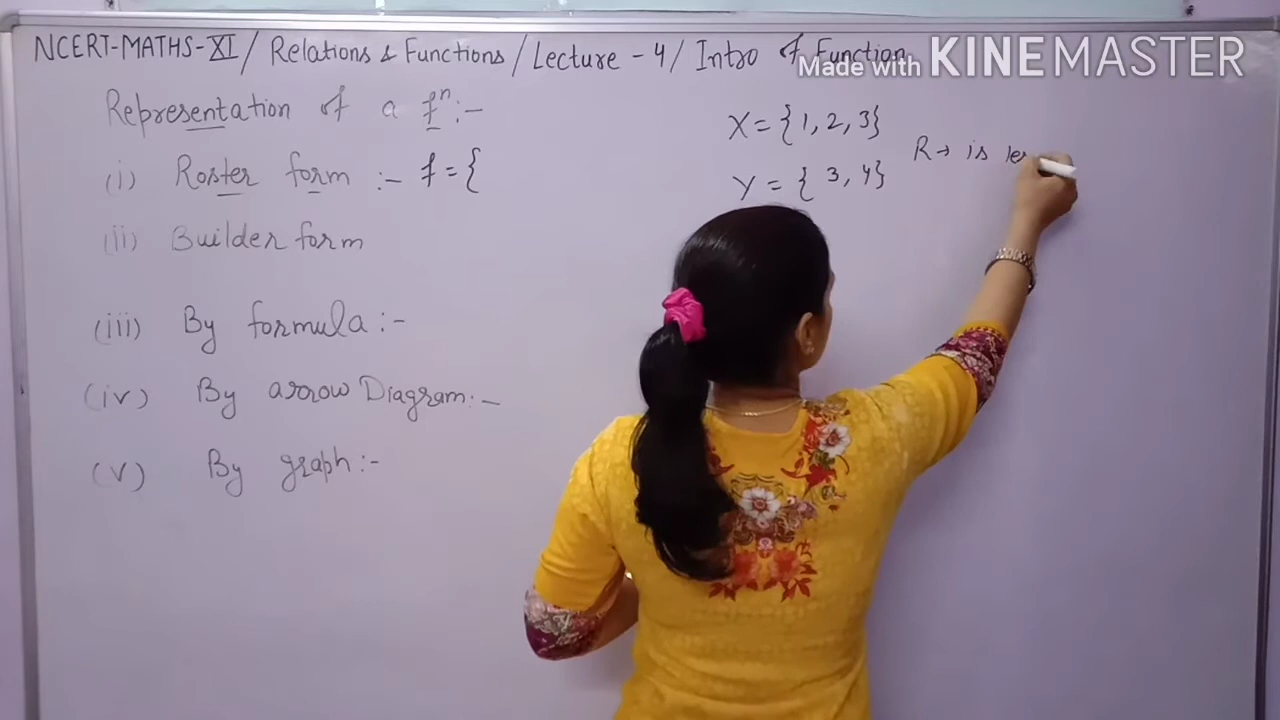 NCERT-MATHS-XI / Relations & Functions / Lecture - 4 / Intro of Function
Made with KINEMASTER
Representation of a fⁿ :-
(i) Roster form :- f = {
(ii) Builder form
(iii) By formula :-
(iv) By arrow Diagram :-
(v) By graph :-
X = {1, 2, 3}
Y = { 3, 4}
R → is